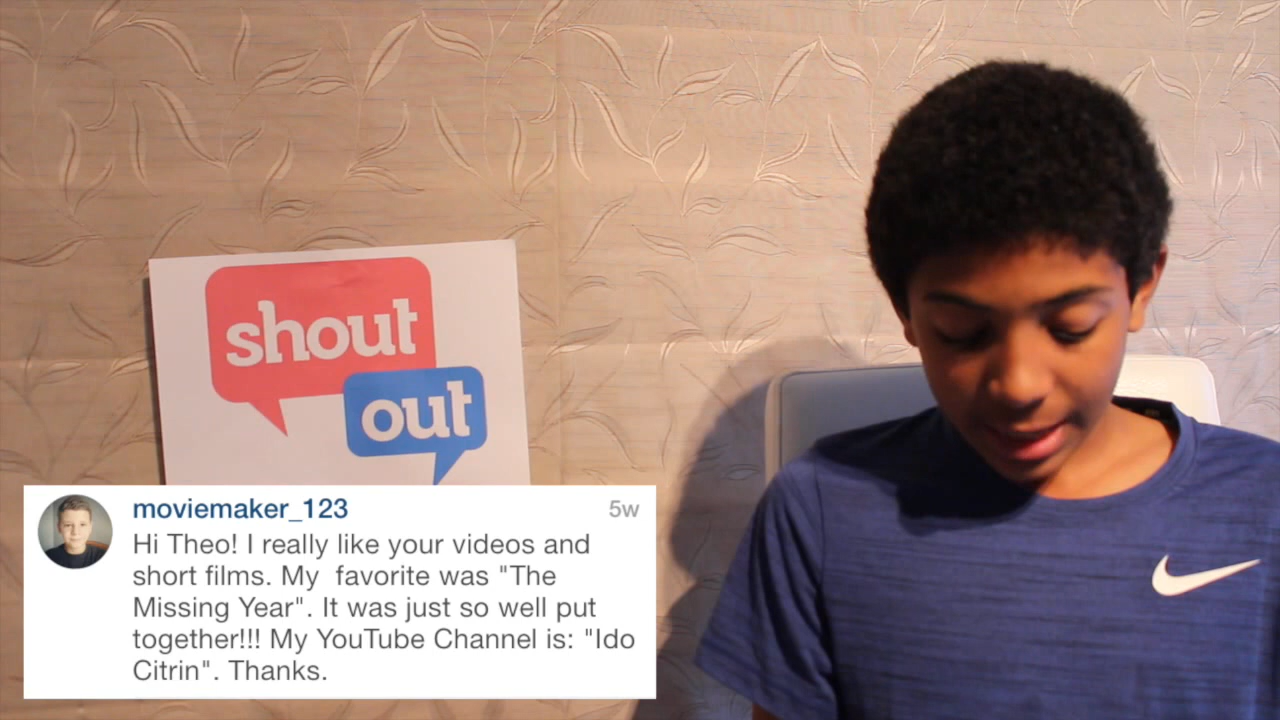 shout
out
moviemaker_123 5w
Hi Theo! I really like your videos and
short films. My  favorite was "The
Missing Year". It was just so well put
together!!! My YouTube Channel is: "Ido
Citrin". Thanks.